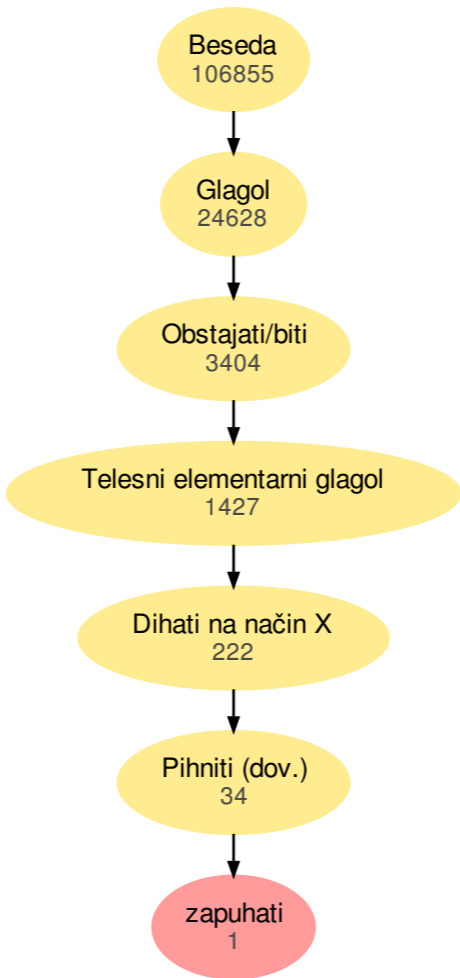 Beseda
106855
Glagol
24628
Obstajati/biti
3404
Telesni elementarni glagol
1427
Dihati na način X
222
Pihniti (dov.)
34
zapuhati
1